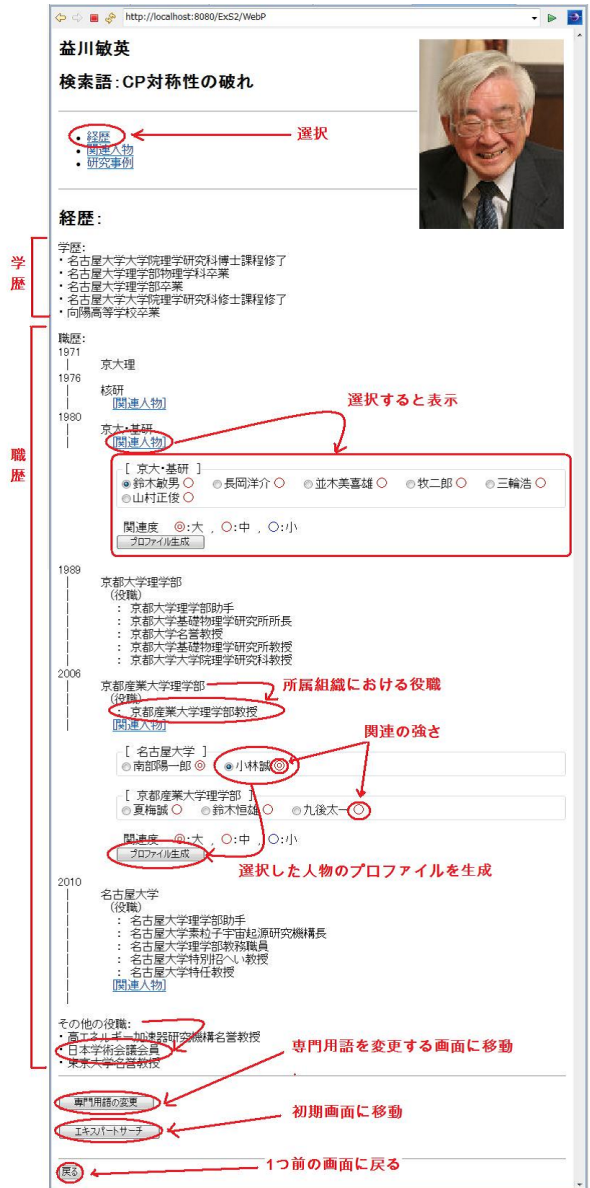 http://localhost:8080/ExS2/WebP
益川敏英
検索語:CP対称性の破れ
・経歴
選択
・関連人物
・研究事例
経歴:
学歴
学歴:
・名古屋大学大学院理学研究科博士課程修了
・名古屋大学理学部物理学科卒業
・名古屋大学理学部卒業
・名古屋大学大学院理学研究科修士課程修了
・向陽高等学校卒業
職歴
職歴:
1971
京大理
1976
核研
[関連人物]
選択すると表示
1980
京大・基研
[関連人物]
[ 京大・基研 ]
鈴木敏男○ 長岡洋介○ 並木美喜雄○ 牧二郎○ 三輪浩○
山村正俊○
関連度 ◎:大 , ○:中 , ○:小
プロファイル生成
1989
京都大学理学部
(役職)
: 京都大学理学部助手
: 京都大学基礎物理学研究所所長
: 京都大学名誉教授
: 京都大学基礎物理学研究所教授
: 京都大学大学院理学研究科教授
2006
京都産業大学理学部
所属組織における役職
(役職)
: 京都産業大学理学部教授
[関連人物]
関連の強さ
[ 名古屋大学 ]
南部陽一郎◎ 小林誠◎
[ 京都産業大学理学部 ]
夏梅誠○ 鈴木恒雄○ 九後太一○
関連度 ◎:大 , ○:中 , ○:小
プロファイル生成
選択した人物のプロファイルを生成
2010
名古屋大学
(役職)
: 名古屋大学理学部助手
: 名古屋大学素粒子宇宙起源研究機構長
: 名古屋大学理学部教務職員
: 名古屋大学特別招へい教授
: 名古屋大学特任教授
[関連人物]
その他の役職:
・高エネルギー加速器研究機構名誉教授
・日本学術会議会員
・東京大学名誉教授
専門用語を変更する画面に移動
専門用語の変更
初期画面に移動
エキスパートサーチ
1つ前の画面に戻る
戻る